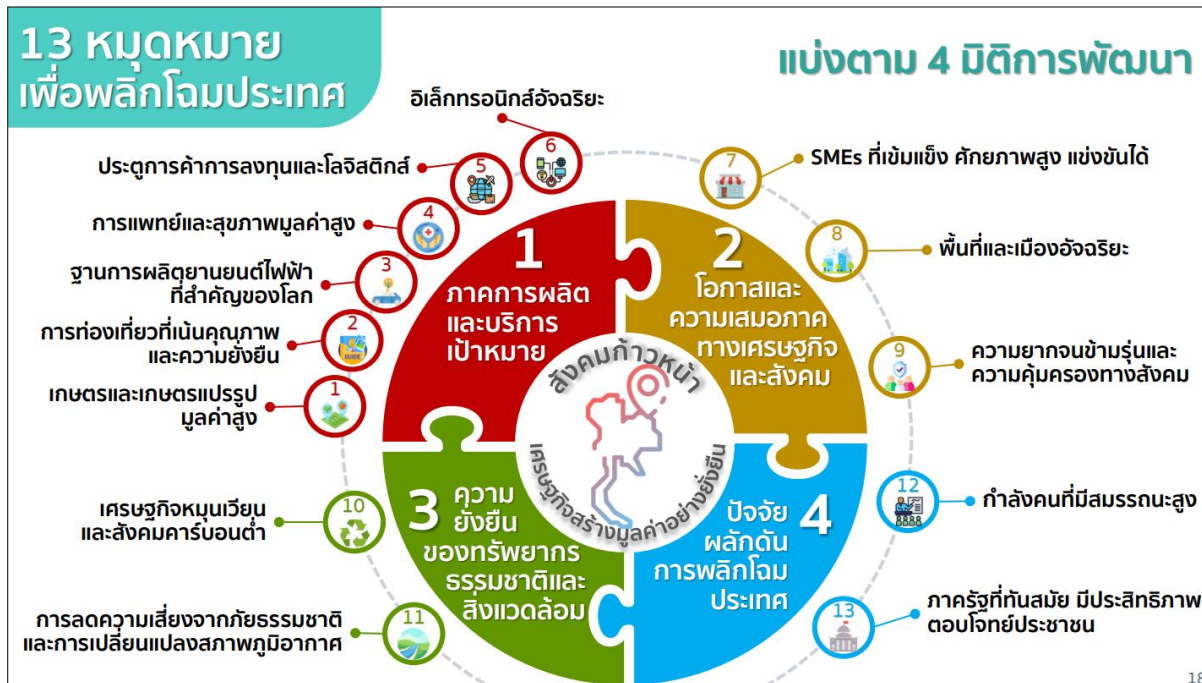 13 หมุดหมาย
เพื่อพลิกโฉมประเทศ
แบ่งตาม 4 มิติการพัฒนา
อิเล็กทรอนิกส์อัจฉริยะ
6
ประตูการค้าการลงทุนและโลจิสติกส์
5
การแพทย์และสุขภาพมูลค่าสูง
4
ฐานการผลิตยานยนต์ไฟฟ้า
ที่สำคัญของโลก
3
การท่องเที่ยวที่เน้นคุณภาพ
และความยั่งยืน
2
GUIDE
เกษตรและเกษตรแปรรูป
มูลค่าสูง
1
1
ภาคการผลิต
และบริการ
เป้าหมาย
2
โอกาสและ
ความเสมอภาค
ทางเศรษฐกิจ
และสังคม
7
SMEs ที่เข้มแข็ง ศักยภาพสูง แข่งขันได้
8
พื้นที่และเมืองอัจฉริยะ
9
ความยากจนข้ามรุ่นและ
ความคุ้มครองทางสังคม
สังคมก้าวหน้า
เศรษฐกิจสร้างมูลค่าอย่างยั่งยืน
3
ความ
ยั่งยืน
ของทรัพยากร
ธรรมชาติและ
สิ่งแวดล้อม
เศรษฐกิจหมุนเวียน
และสังคมคาร์บอนต่ำ
10
การลดความเสี่ยงจากภัยธรรมชาติ
และการเปลี่ยนแปลงสภาพภูมิอากาศ
11
4
ปัจจัย
ผลักดัน
การพลิกโฉม
ประเทศ
12
กำลังคนที่มีสมรรถนะสูง
13
ภาครัฐที่ทันสมัย มีประสิทธิภาพ
ตอบโจทย์ประชาชน
18